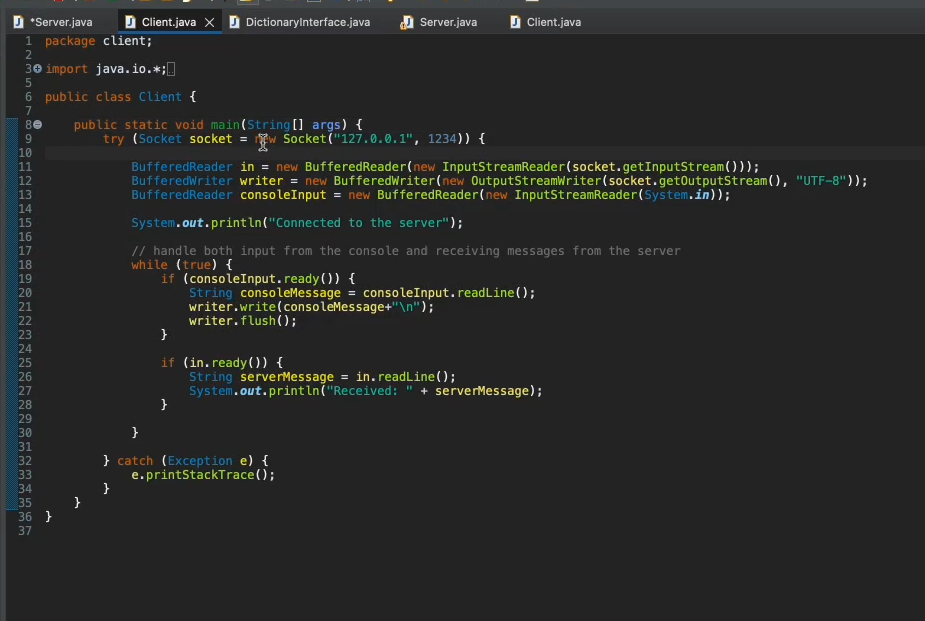 *Server.java Client.java DictionaryInterface.java Server.java Client.java
1 package client;
2
3 import java.io.*;
5
6 public class Client {
7
8 public static void main(String[] args) {
9 try (Socket socket = new Socket("127.0.0.1", 1234)) {
10
11 BufferedReader in = new BufferedReader(new InputStreamReader(socket.getInputStream()));
12 BufferedWriter writer = new BufferedWriter(new OutputStreamWriter(socket.getOutputStream(), "UTF-8"));
13 BufferedReader consoleInput = new BufferedReader(new InputStreamReader(System.in));
14
15 System.out.println("Connected to the server");
16
17 // handle both input from the console and receiving messages from the server
18 while (true) {
19 if (consoleInput.ready()) {
20 String consoleMessage = consoleInput.readLine();
21 writer.write(consoleMessage+"\n");
22 writer.flush();
23 }
24
25 if (in.ready()) {
26 String serverMessage = in.readLine();
27 System.out.println("Received: " + serverMessage);
28 }
29
30 }
31
32 } catch (Exception e) {
33 e.printStackTrace();
34 }
35 }
36 }
37